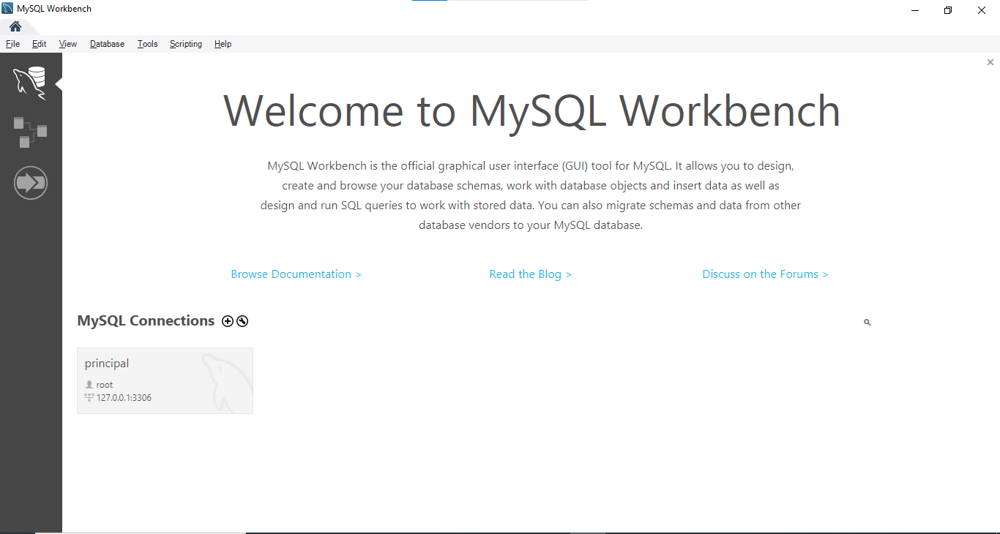 MySQL Workbench
File Edit View Database Tools Scripting Help
Welcome to MySQL Workbench
MySQL Workbench is the official graphical user interface (GUI) tool for MySQL. It allows you to design,
create and browse your database schemas, work with database objects and insert data as well as
design and run SQL queries to work with stored data. You can also migrate schemas and data from other
database vendors to your MySQL database.
Browse Documentation > Read the Blog > Discuss on the Forums >
MySQL Connections
principal
root
127.0.0.1:3306